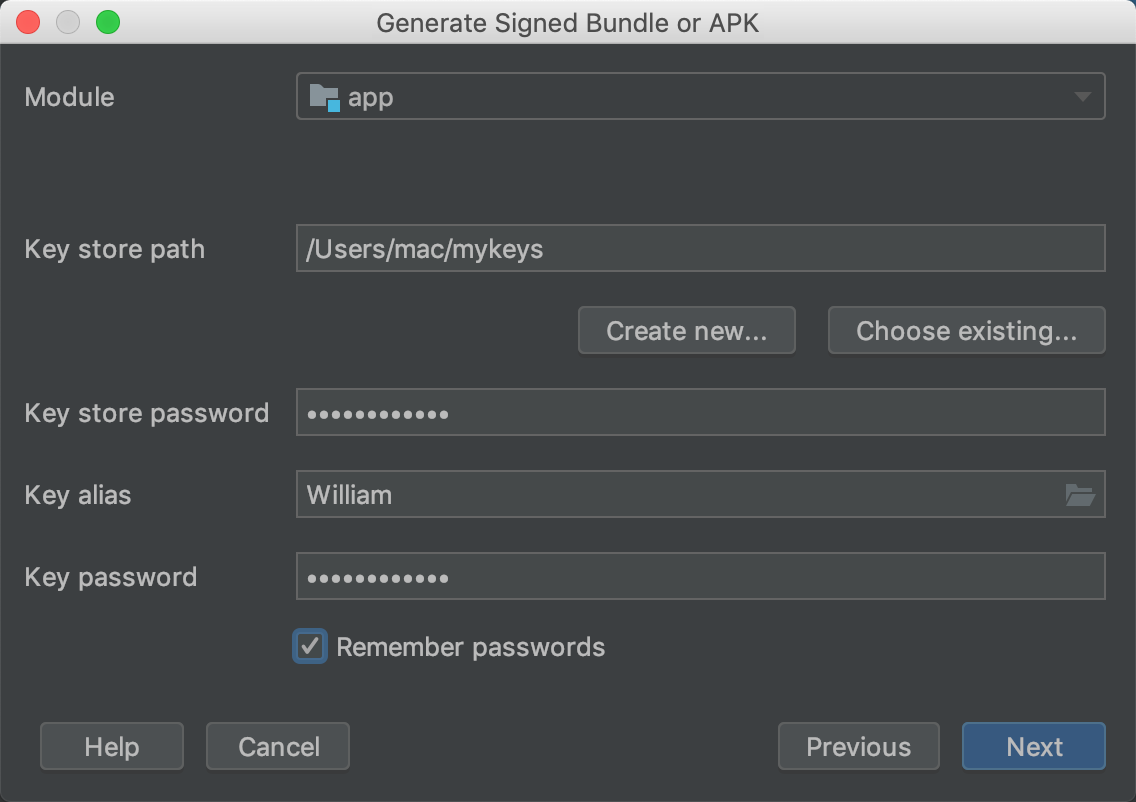 Generate Signed Bundle or APK
Module app
Key store path /Users/mac/mykeys
Create new... Choose existing...
Key store password ••••••••••••
Key alias William
Key password ••••••••••••
Remember passwords
Help Cancel Previous Next